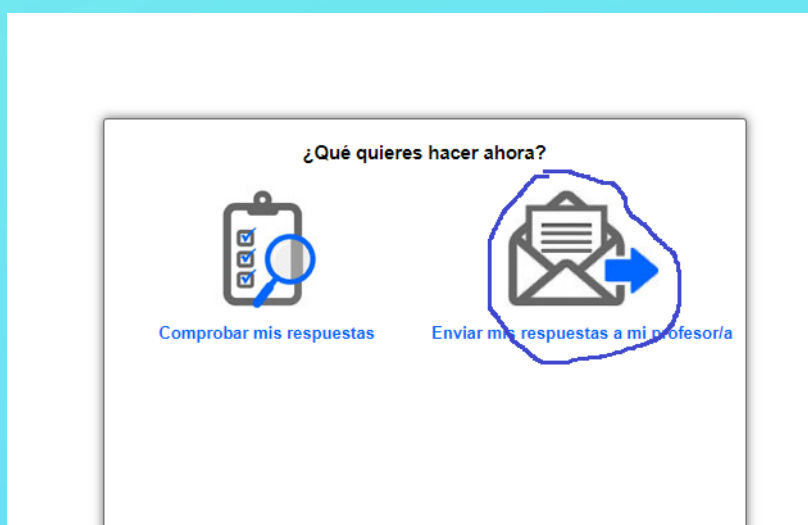 ¿Qué quieres hacer ahora?
Comprobar mis respuestas
Enviar mis respuestas a mi profesor/a